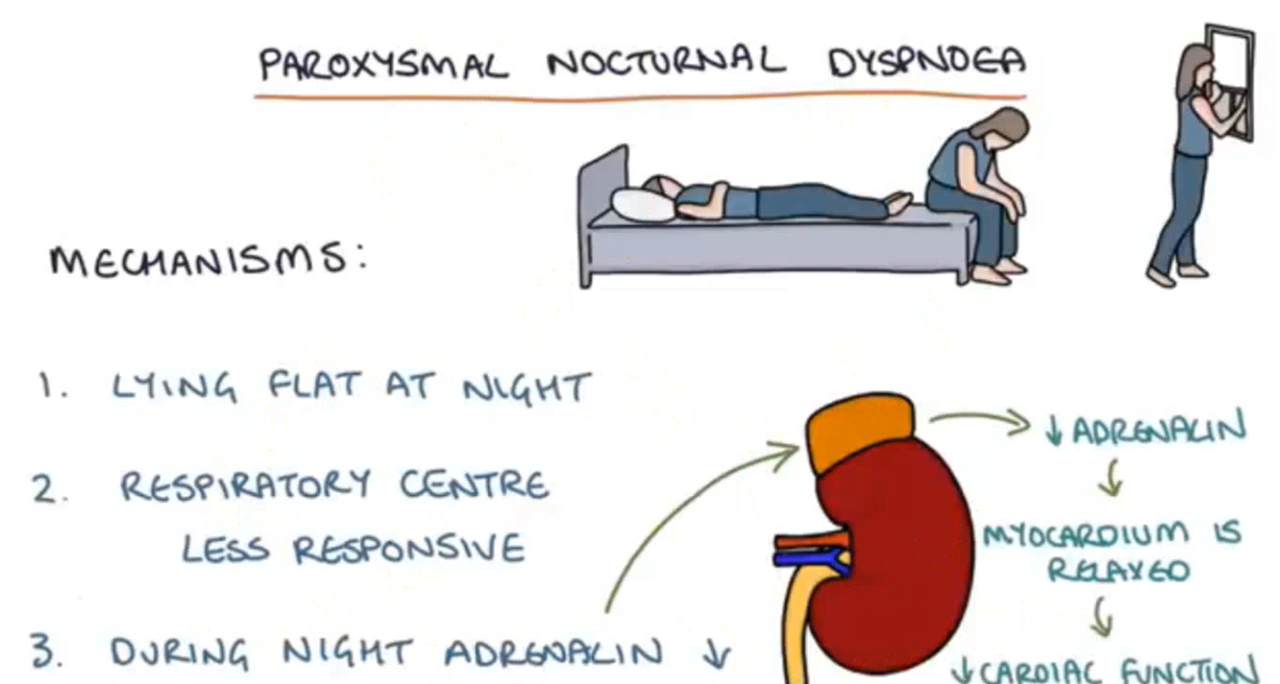 PAROXYSMAL NOCTURNAL DYSPNOEA
MECHANISMS:
1. LYING FLAT AT NIGHT
2. RESPIRATORY CENTRE
LESS RESPONSIVE
3. DURING NIGHT ADRENALIN ↓
↓ ADRENALIN
↓
MYOCARDIUM IS
RELAXED
↓
↓ CARDIAC FUNCTION